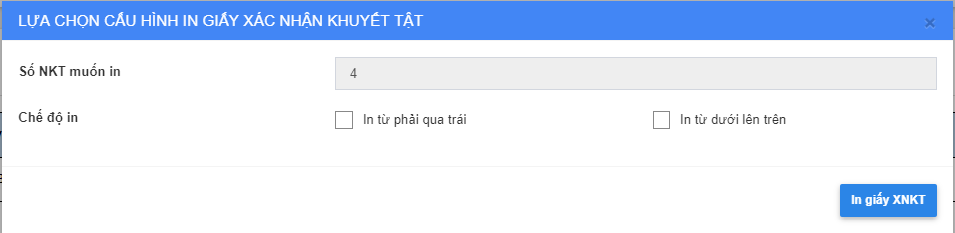 LỰA CHỌN CẤU HÌNH IN GIẤY XÁC NHẬN KHUYẾT TẬT
×
Số NKT muốn in
4
Chế độ in
In từ phải qua trái
In từ dưới lên trên
In giấy XNKT